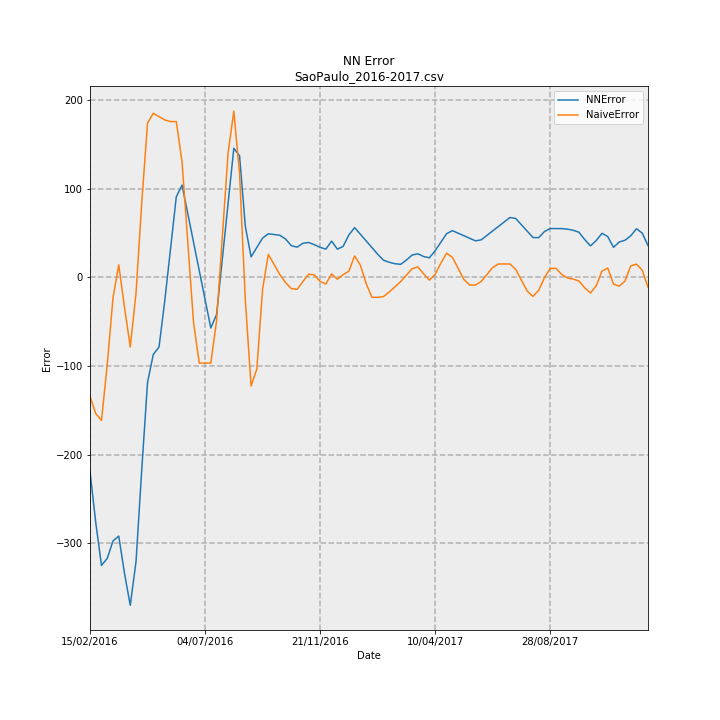 NN Error
SaoPaulo_2016-2017.csv
NNError
NaiveError
200
100
0
−100
−200
−300
Error
15/02/2016
04/07/2016
21/11/2016
10/04/2017
28/08/2017
Date